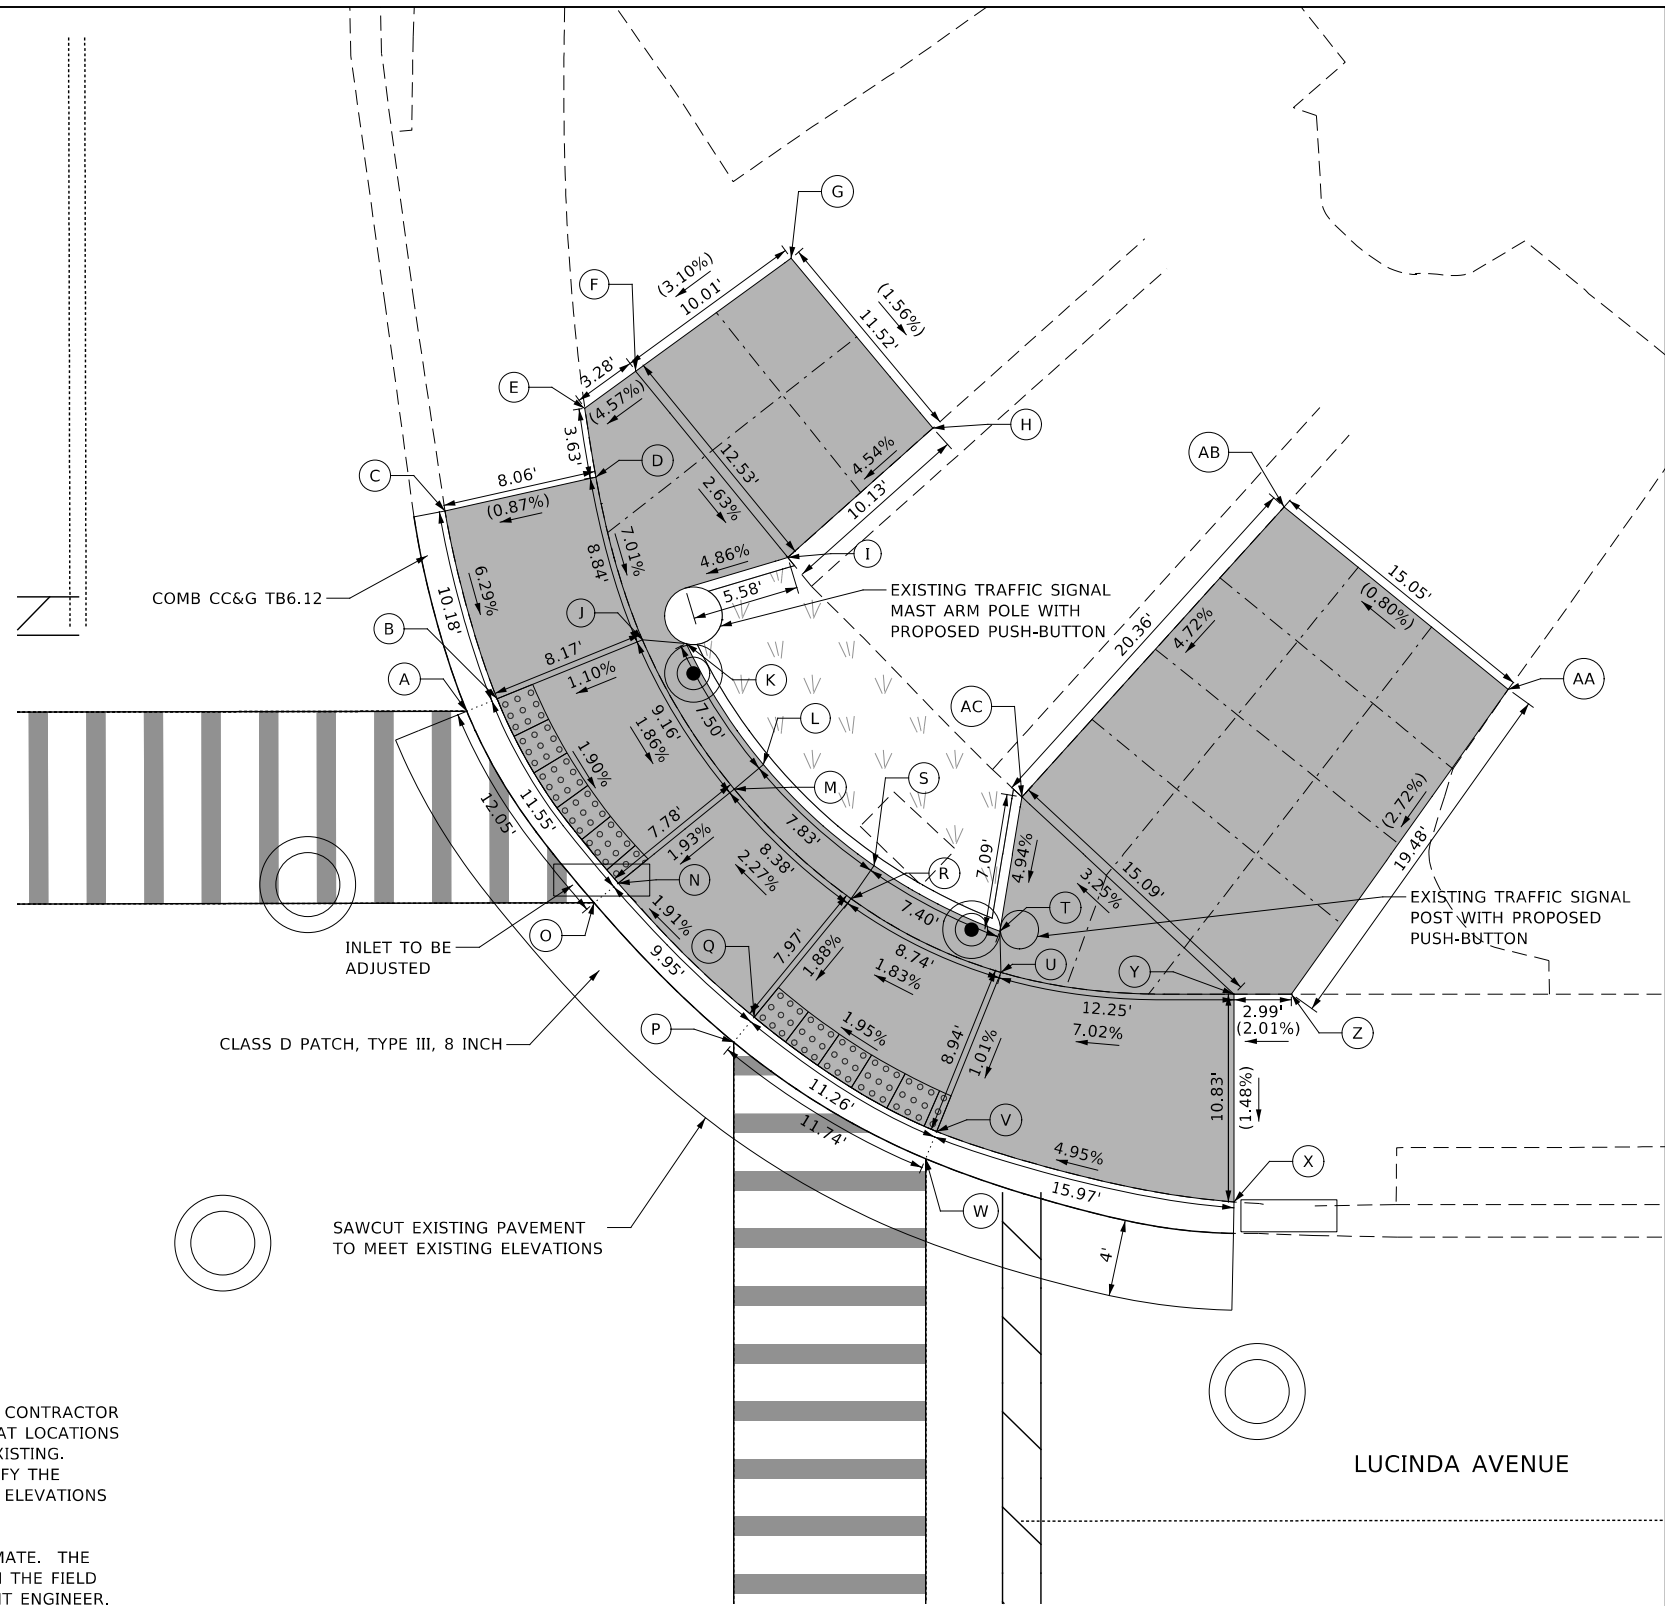 G
F
(3.10%)
10.01'
(1.56%)
11.52'
E
3.28'
(4.57%)
H
3.63'
12.53'
4.54%
AB
D
C
8.06'
2.63%
10.13'
(0.87%)
7.01%
I
8.84'
4.86%
15.05'
5.58'
(0.80%)
6.29%
10.18'
COMB CC&G TB6.12
EXISTING TRAFFIC SIGNAL
MAST ARM POLE WITH
PROPOSED PUSH-BUTTON
J
B
8.17'
20.36'
4.72%
1.10%
A
K
AA
AC
L
7.50'
9.16'
1.86%
1.90%
M
S
(2.72%)
19.48'
12.05'
11.55'
7.78'
1.93%
7.83'
8.38'
2.27%
7.09'
4.94%
15.09'
3.25%
N
R
EXISTING TRAFFIC SIGNAL
POST WITH PROPOSED
PUSH-BUTTON
1.91%
7.40'
T
O
INLET TO BE
ADJUSTED
Q
9.95'
7.97'
1.88%
8.74'
1.83%
U
Y
12.25'
7.02%
2.99'
(2.01%)
Z
P
CLASS D PATCH, TYPE III, 8 INCH
1.95%
8.94'
1.01%
10.83'
(1.48%)
11.26'
11.74'
V
4.95%
15.97'
X
W
SAWCUT EXISTING PAVEMENT
TO MEET EXISTING ELEVATIONS
4'
CONTRACTOR
AT LOCATIONS
XISTING.
FY THE
ELEVATIONS
LUCINDA AVENUE
MATE. THE
THE FIELD
NT ENGINEER.